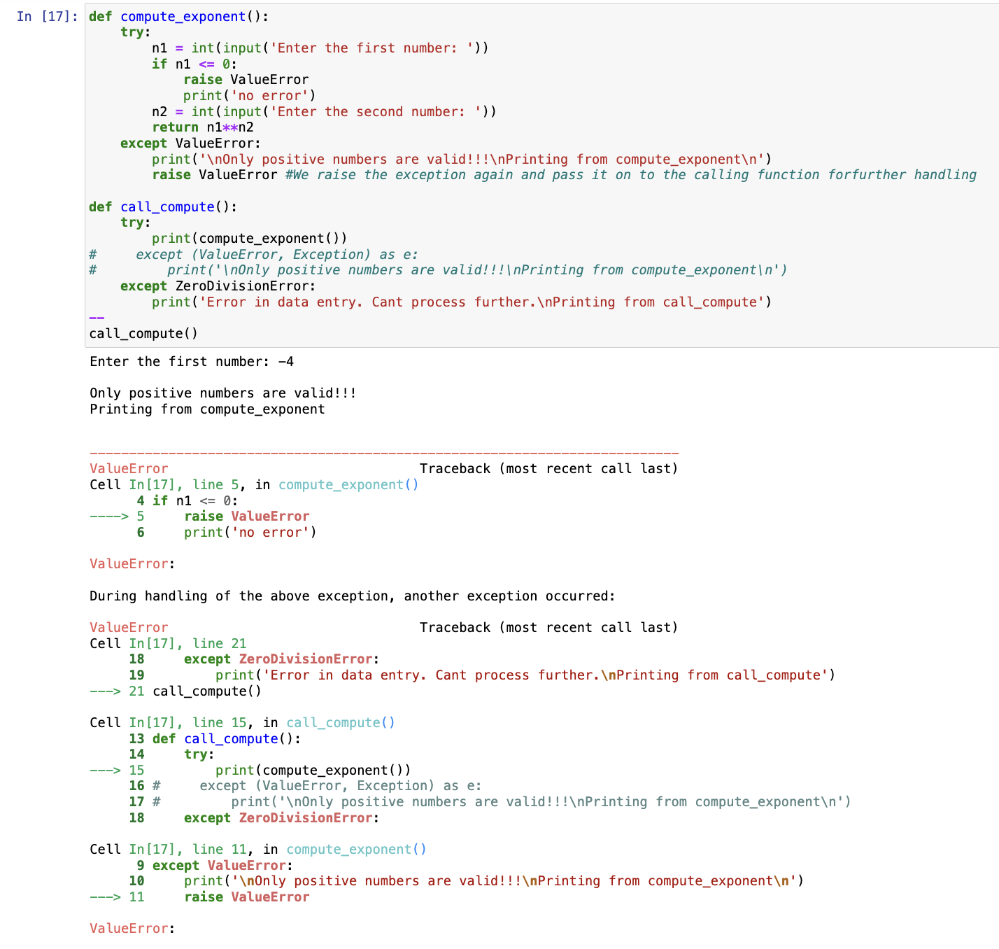 In [17]: def compute_exponent():
    try:
        n1 = int(input('Enter the first number: '))
        if n1 <= 0:
            raise ValueError
            print('no error')
        n2 = int(input('Enter the second number: '))
        return n1**n2
    except ValueError:
        print('\nOnly positive numbers are valid!!!\nPrinting from compute_exponent\n')
        raise ValueError #We raise the exception again and pass it on to the calling function forfurther handling
def call_compute():
    try:
        print(compute_exponent())
#     except (ValueError, Exception) as e:
#         print('\nOnly positive numbers are valid!!!\nPrinting from compute_exponent\n')
    except ZeroDivisionError:
        print('Error in data entry. Cant process further.\nPrinting from call_compute')
--
call_compute()
Enter the first number: -4
Only positive numbers are valid!!!
Printing from compute_exponent
---------------------------------------------------------------------------
ValueError                                Traceback (most recent call last)
Cell In[17], line 5, in compute_exponent()
      4 if n1 <= 0:
----> 5     raise ValueError
      6     print('no error')
ValueError:
During handling of the above exception, another exception occurred:
ValueError                                Traceback (most recent call last)
Cell In[17], line 21
     18     except ZeroDivisionError:
     19         print('Error in data entry. Cant process further.\nPrinting from call_compute')
---> 21 call_compute()
Cell In[17], line 15, in call_compute()
     13 def call_compute():
     14     try:
---> 15         print(compute_exponent())
     16 #     except (ValueError, Exception) as e:
     17 #         print('\nOnly positive numbers are valid!!!\nPrinting from compute_exponent\n')
     18     except ZeroDivisionError:
Cell In[17], line 11, in compute_exponent()
      9 except ValueError:
     10     print('\nOnly positive numbers are valid!!!\nPrinting from compute_exponent\n')
---> 11     raise ValueError
ValueError: